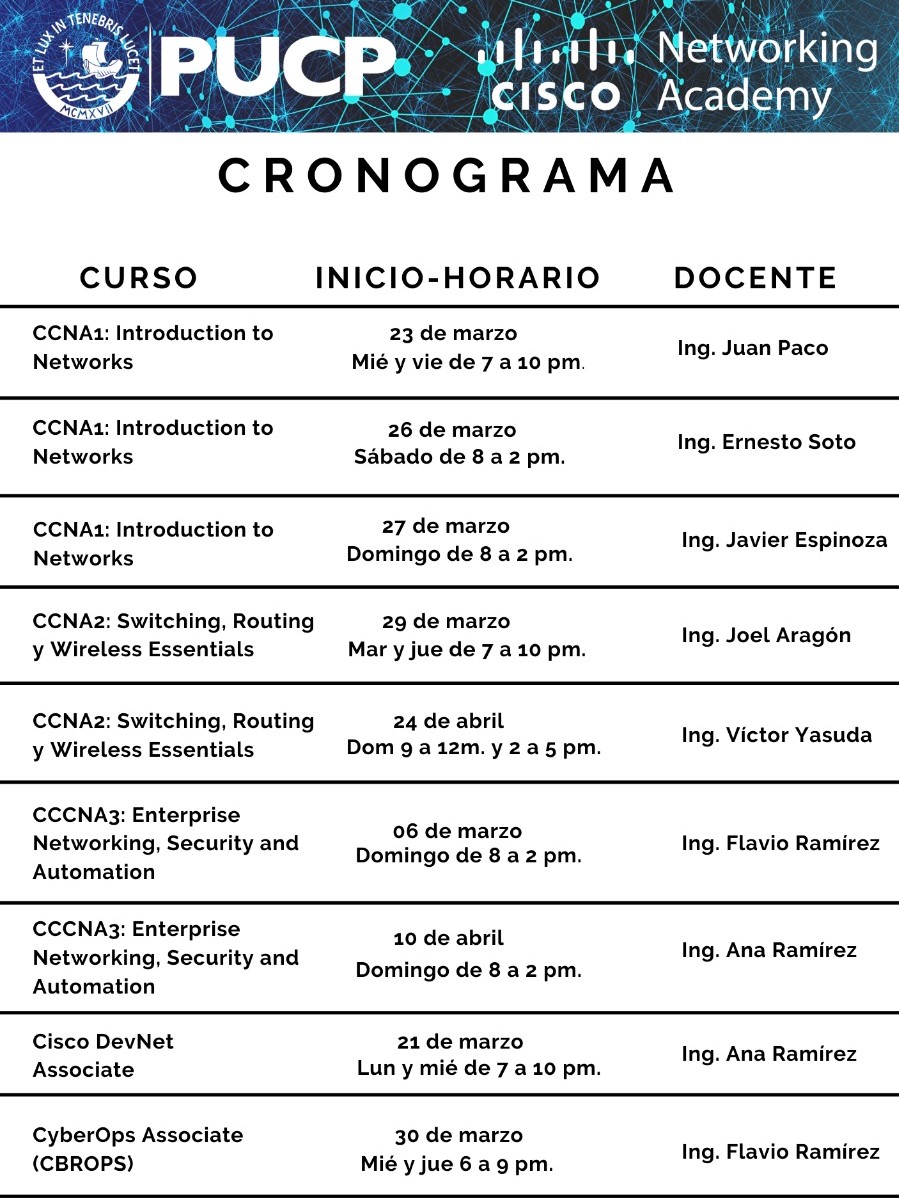 ET LUX IN TENEBRIS LUCET
MCMXVII
PUCP
CISCO
Networking
Academy
CRONOGRAMA
CURSO INICIO-HORARIO DOCENTE
CCNA1: Introduction to
Networks
23 de marzo
Mié y vie de 7 a 10 pm.
Ing. Juan Paco
CCNA1: Introduction to
Networks
26 de marzo
Sábado de 8 a 2 pm.
Ing. Ernesto Soto
CCNA1: Introduction to
Networks
27 de marzo
Domingo de 8 a 2 pm.
Ing. Javier Espinoza
CCNA2: Switching, Routing
y Wireless Essentials
29 de marzo
Mar y jue de 7 a 10 pm.
Ing. Joel Aragón
CCNA2: Switching, Routing
y Wireless Essentials
24 de abril
Dom 9 a 12m. y 2 a 5 pm.
Ing. Víctor Yasuda
CCCNA3: Enterprise
Networking, Security and
Automation
06 de marzo
Domingo de 8 a 2 pm.
Ing. Flavio Ramírez
CCCNA3: Enterprise
Networking, Security and
Automation
10 de abril
Domingo de 8 a 2 pm.
Ing. Ana Ramírez
Cisco DevNet
Associate
21 de marzo
Lun y mié de 7 a 10 pm.
Ing. Ana Ramírez
CyberOps Associate
(CBROPS)
30 de marzo
Mié y jue 6 a 9 pm.
Ing. Flavio Ramírez